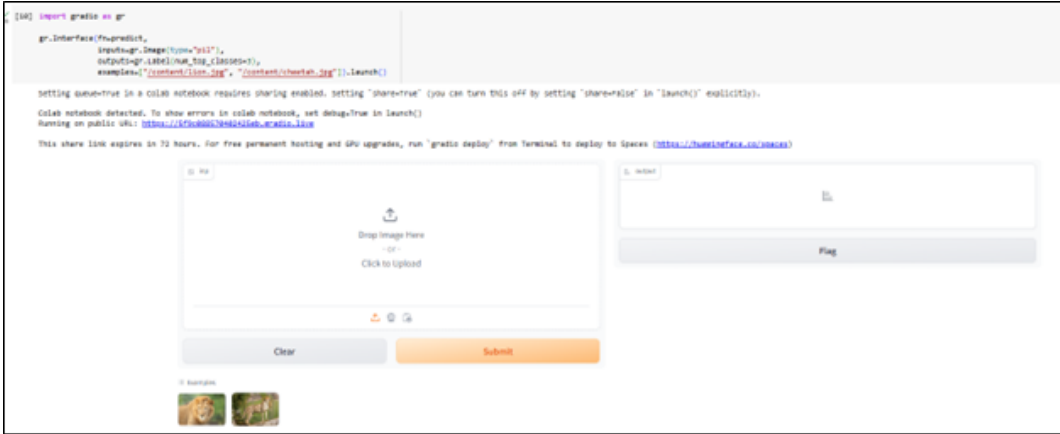 [10] import gradio as gr
gr.Interface(fn=predict,
inputs=gr.Image(type="pil"),
outputs=gr.Label(num_top_classes=3),
examples=["/content/lion.jpg", "/content/cheetah.jpg"]).launch()
Setting queue=True in a Colab notebook requires sharing enabled. Setting `share=True` (you can turn this off by setting `share=False` in `launch()` explicitly).
Colab notebook detected. To show errors in colab notebook, set debug=True in launch()
Running on public URL:
This share link expires in 72 hours. For free permanent hosting and GPU upgrades, run `gradio deploy` from Terminal to deploy to Spaces (https://huggingface.co/spaces)
output
Drop Image Here
- or -
Click to Upload
Flag
Clear
Submit
Examples